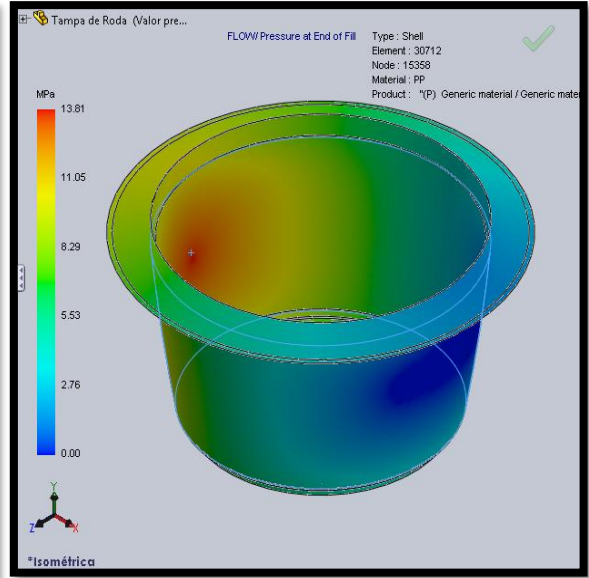 Tampa de Roda (Valor pre...
FLOW/ Pressure at End of Fill
Type : Shell
Element : 30712
Node : 15358
Material : PP
Product : "(P) Generic material / Generic mater
MPa
13.81
11.05
8.29
5.53
2.76
0.00
Y
Z
X
*Isométrica